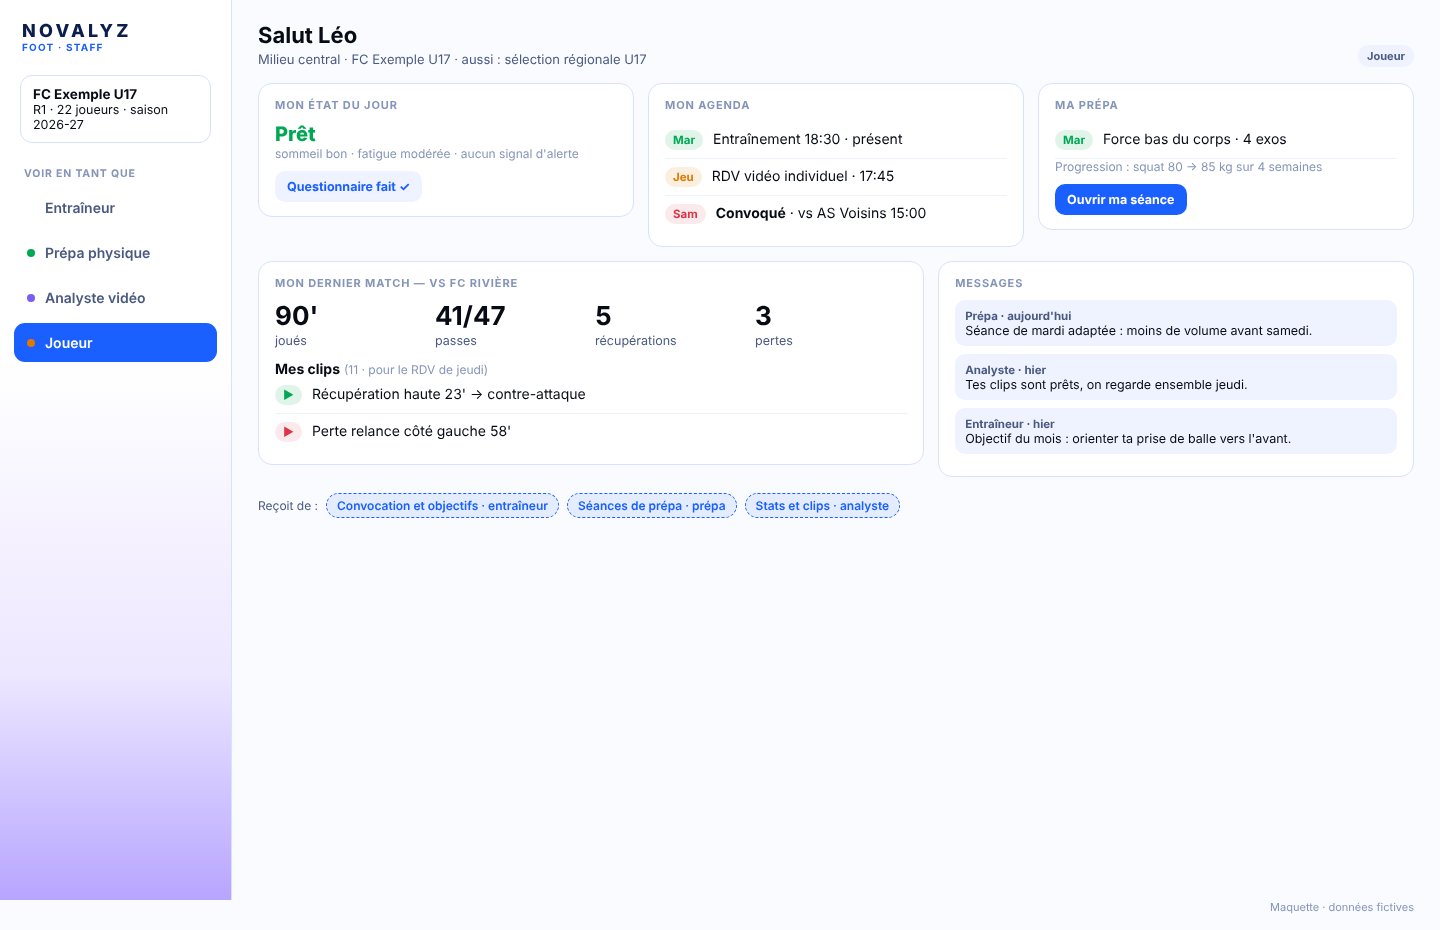 NOVALYZ
FOOT · STAFF
FC Exemple U17
R1 · 22 joueurs · saison
2026-27
VOIR EN TANT QUE
Entraîneur
Prépa physique
Analyste vidéo
Joueur
Salut Léo
Milieu central · FC Exemple U17 · aussi : sélection régionale U17
Joueur
MON ÉTAT DU JOUR
Prêt
sommeil bon · fatigue modérée · aucun signal d'alerte
Questionnaire fait ✓
MON AGENDA
Mar Entraînement 18:30 · présent
Jeu RDV vidéo individuel · 17:45
Sam Convoqué · vs AS Voisins 15:00
MA PRÉPA
Mar Force bas du corps · 4 exos
Progression : squat 80 → 85 kg sur 4 semaines
Ouvrir ma séance
MON DERNIER MATCH — VS FC RIVIÈRE
90' 41/47 5 3
joués passes récupérations pertes
Mes clips (11 · pour le RDV de jeudi)
▶ Récupération haute 23' → contre-attaque
▶ Perte relance côté gauche 58'
MESSAGES
Prépa · aujourd'hui
Séance de mardi adaptée : moins de volume avant samedi.
Analyste · hier
Tes clips sont prêts, on regarde ensemble jeudi.
Entraîneur · hier
Objectif du mois : orienter ta prise de balle vers l'avant.
Reçoit de : Convocation et objectifs · entraîneur Séances de prépa · prépa Stats et clips · analyste
Maquette · données fictives